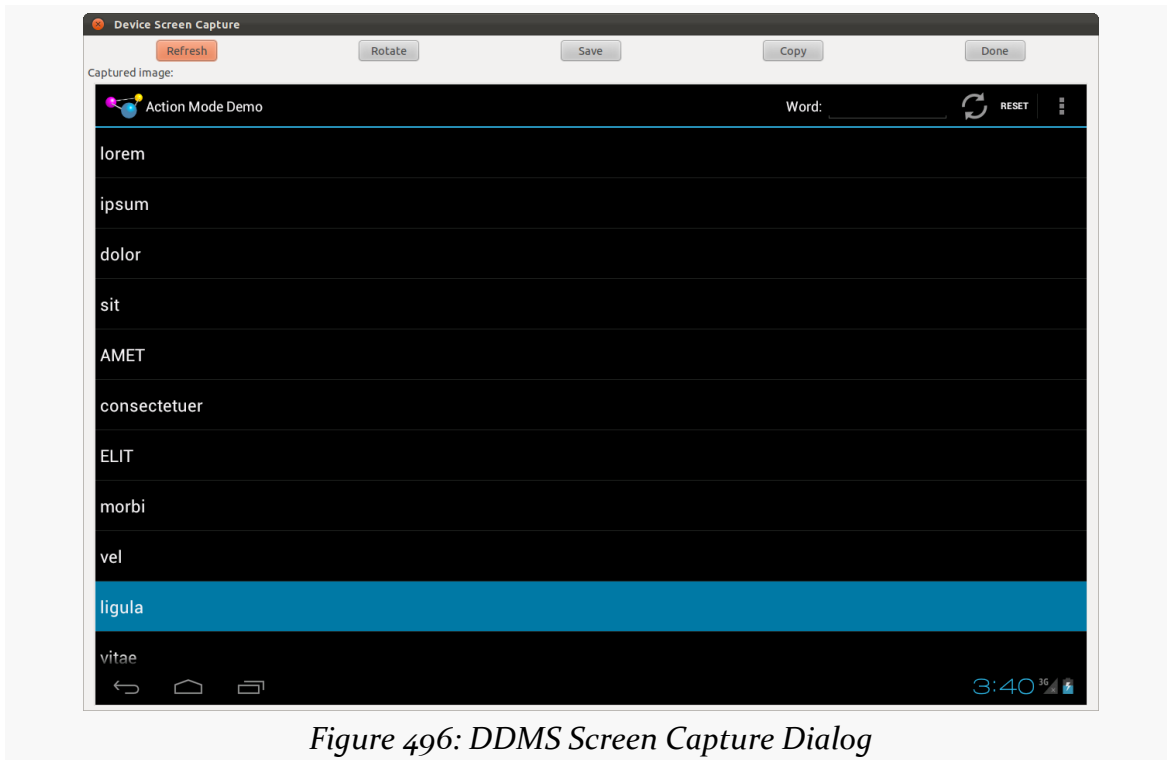 Device Screen Capture
Refresh Rotate Save Copy Done
Captured image:
Action Mode Demo Word: RESET
lorem
ipsum
dolor
sit
AMET
consectetuer
ELIT
morbi
vel
ligula
vitae
3:40 3G
Figure 496: DDMS Screen Capture Dialog